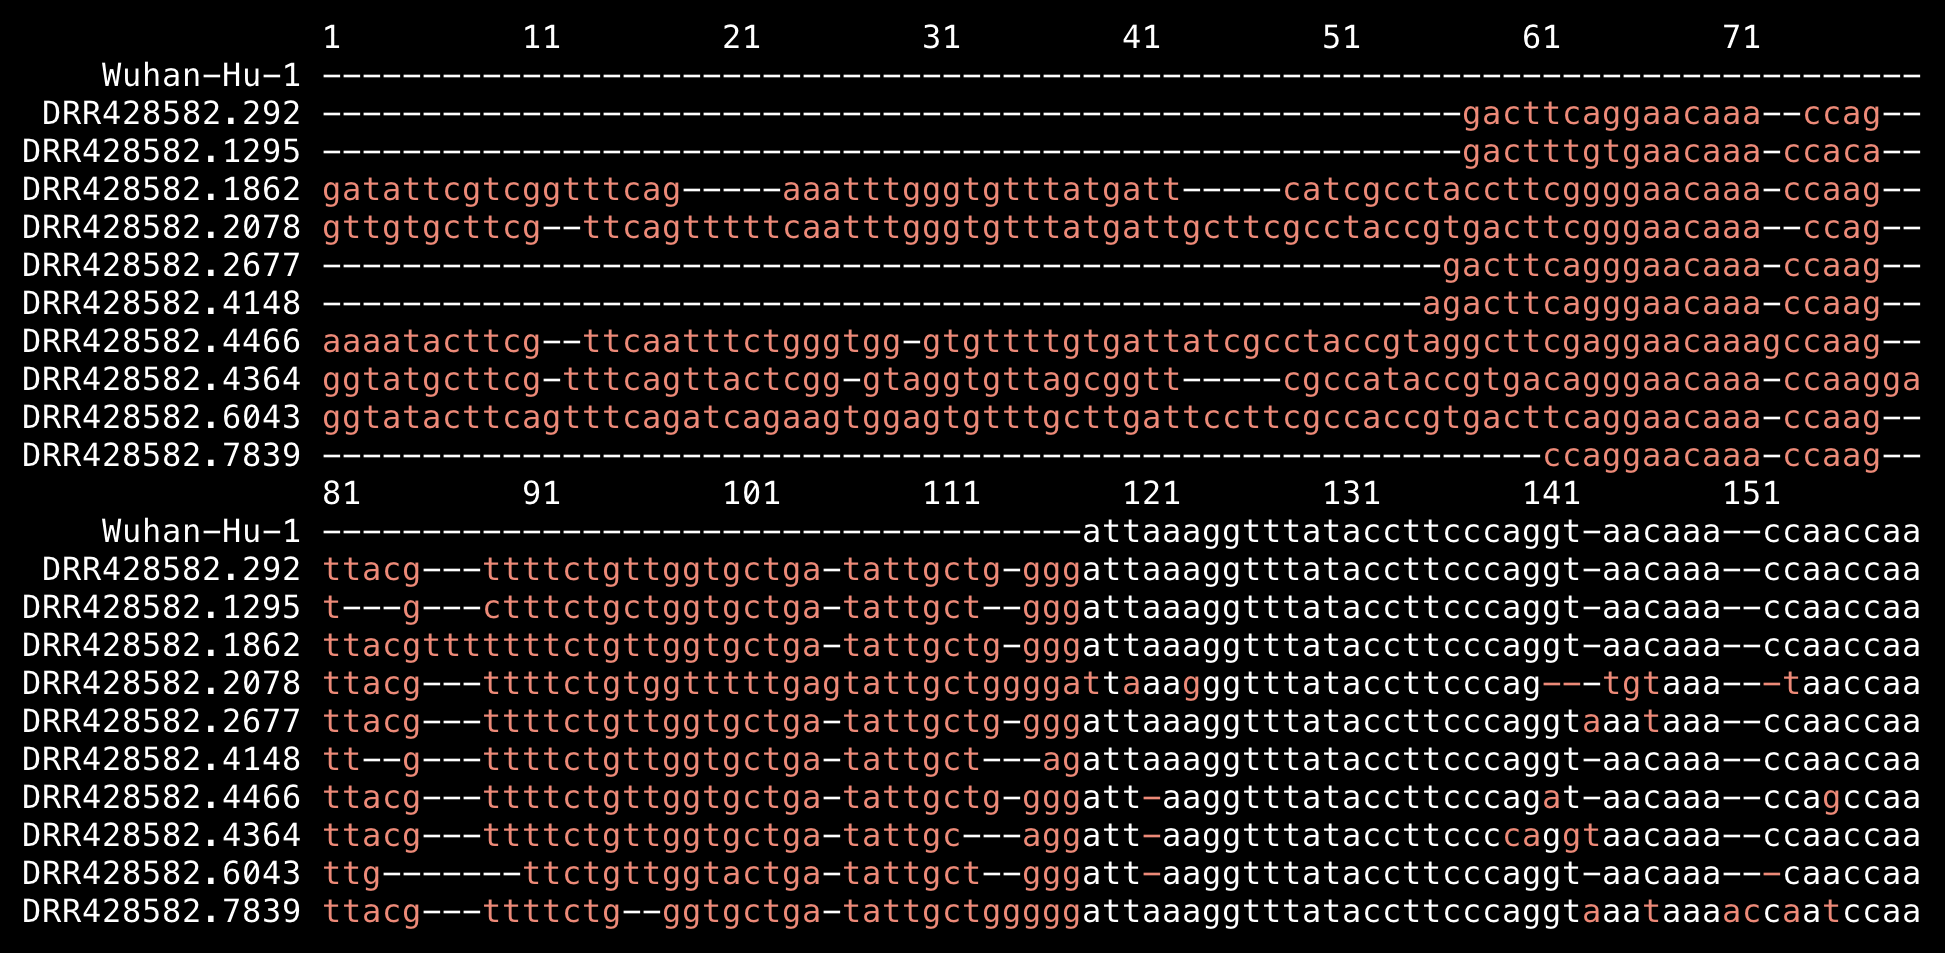 1 11 21 31 41 51 61 71
Wuhan-Hu-1 --------------------------------------------------------------------------------
DRR428582.292 ---------------------------------------------------------gacttcaggaacaaa--ccag--
DRR428582.1295 ---------------------------------------------------------gactttgtgaacaaa-ccaca--
DRR428582.1862 gatattcgtcggtttcag-----aaatttgggtgtttatgatt-----catcgcctaccttcggggaacaaa-ccaag--
DRR428582.2078 gttgtgcttcg--ttcagtttttcaatttgggtgtttatgattgcttcgcctaccgtgacttcgggaacaaa--ccag--
DRR428582.2677 --------------------------------------------------------gacttcagggaacaaa-ccaag--
DRR428582.4148 -------------------------------------------------------agacttcagggaacaaa-ccaag--
DRR428582.4466 aaaatacttcg--ttcaatttctgggtgg-gtgttttgtgattatcgcctaccgtaggcttcgaggaacaaagccaag--
DRR428582.4364 ggtatgcttcg-tttcagttactcgg-gtaggtgttagcggtt-----cgccataccgtgacagggaacaaa-ccaagga
DRR428582.6043 ggtatacttcagtttcagatcagaagtggagtgtttgcttgattccttcgccaccgtgacttcaggaacaaa-ccaag--
DRR428582.7839 -------------------------------------------------------------ccaggaacaaa-ccaag--
81 91 101 111 121 131 141 151
Wuhan-Hu-1 --------------------------------------attaaaggtttataccttcccaggt-aacaaa--ccaaccaa
DRR428582.292 ttacg---ttttctgttggtgctga-tattgctg-gggattaaaggtttataccttcccaggt-aacaaa--ccaaccaa
DRR428582.1295 t---g---ctttctgctggtgctga-tattgct--gggattaaaggtttataccttcccaggt-aacaaa--ccaaccaa
DRR428582.1862 ttacgtttttttctgttggtgctga-tattgctg-gggattaaaggtttataccttcccaggt-aacaaa--ccaaccaa
DRR428582.2078 ttacg---ttttctgtggtttttgagtattgctggggattaaagggtttataccttcccag---tgtaaa---taaccaa
DRR428582.2677 ttacg---ttttctgttggtgctga-tattgctg-gggattaaaggtttataccttcccaggtaaataaa--ccaaccaa
DRR428582.4148 tt--g---ttttctgttggtgctga-tattgct---agattaaaggtttataccttcccaggt-aacaaa--ccaaccaa
DRR428582.4466 ttacg---ttttctgttggtgctga-tattgctg-gggatt-aaggtttataccttcccagat-aacaaa--ccagccaa
DRR428582.4364 ttacg---ttttctgttggtgctga-tattgc---aggatt-aaggtttataccttccccaggtaacaaa--ccaaccaa
DRR428582.6043 ttg-------ttctgttggtactga-tattgct--gggatt-aaggtttataccttcccaggt-aacaaa---caaccaa
DRR428582.7839 ttacg---ttttctg--ggtgctga-tattgctgggggattaaaggtttataccttcccaggtaaataaaaccaatccaa